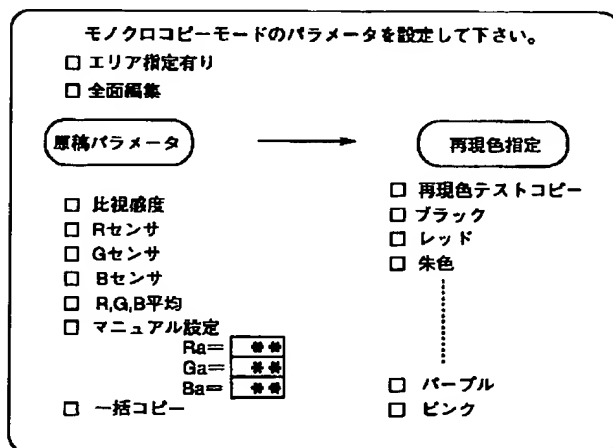 モノクロコピーモードのパラメータを設定して下さい。
□ エリア指定有り
□ 全面編集
原稿パラメータ
□ 比視感度
□ Rセンサ
□ Gセンサ
□ Bセンサ
□ R,G,B平均
□ マニュアル設定
Ra= ＊＊
Ga= ＊＊
Ba= ＊＊
□ 一括コピー
再現色指定
□ 再現色テストコピー
□ ブラック
□ レッド
□ 朱色
□ パープル
□ ピンク